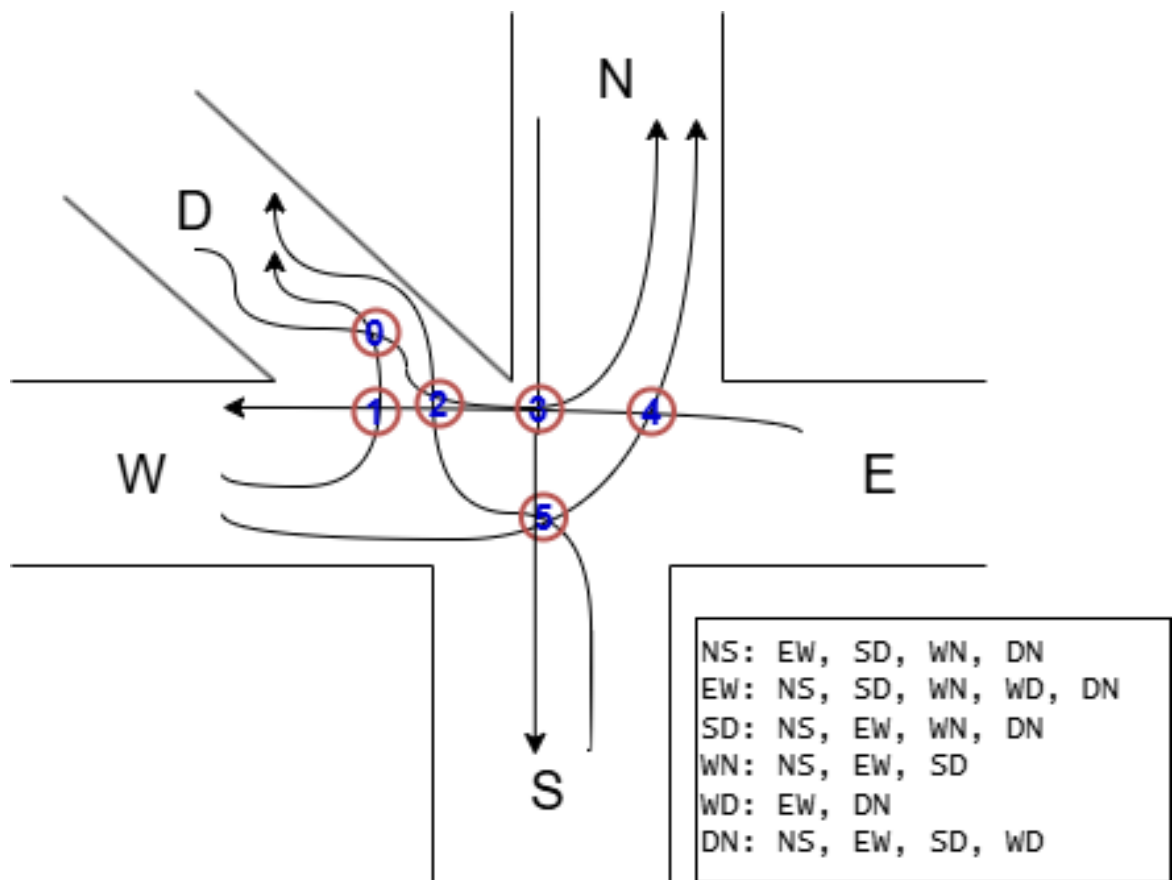 N
D
0
1
2
3
4
W
E
5
S
NS: EW, SD, WN, DN
EW: NS, SD, WN, WD, DN
SD: NS, EW, WN, DN
WN: NS, EW, SD
WD: EW, DN
DN: NS, EW, SD, WD